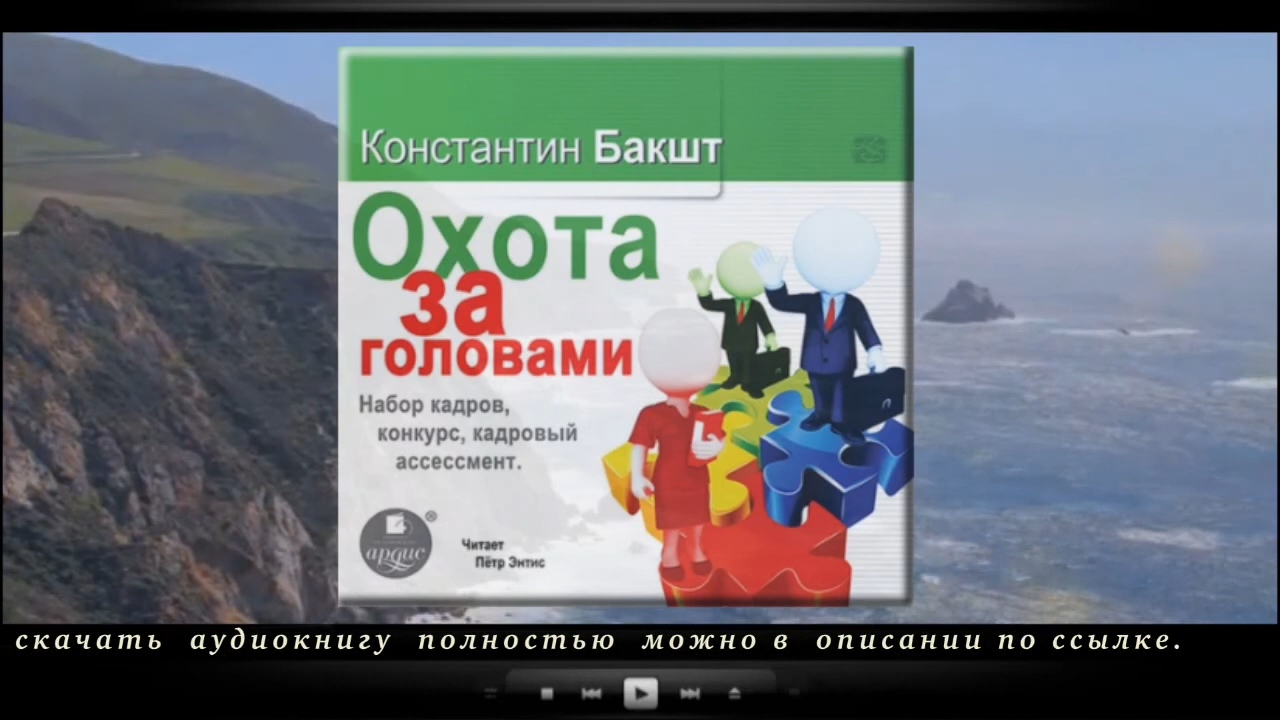 Константин Бакшт
Охота
за
головами
Набор кадров,
конкурс, кадровый
ассессмент.
ардис
®
Читает
Пётр Энтис
скачать аудиокнигу полностью можно в описании по ссылке.